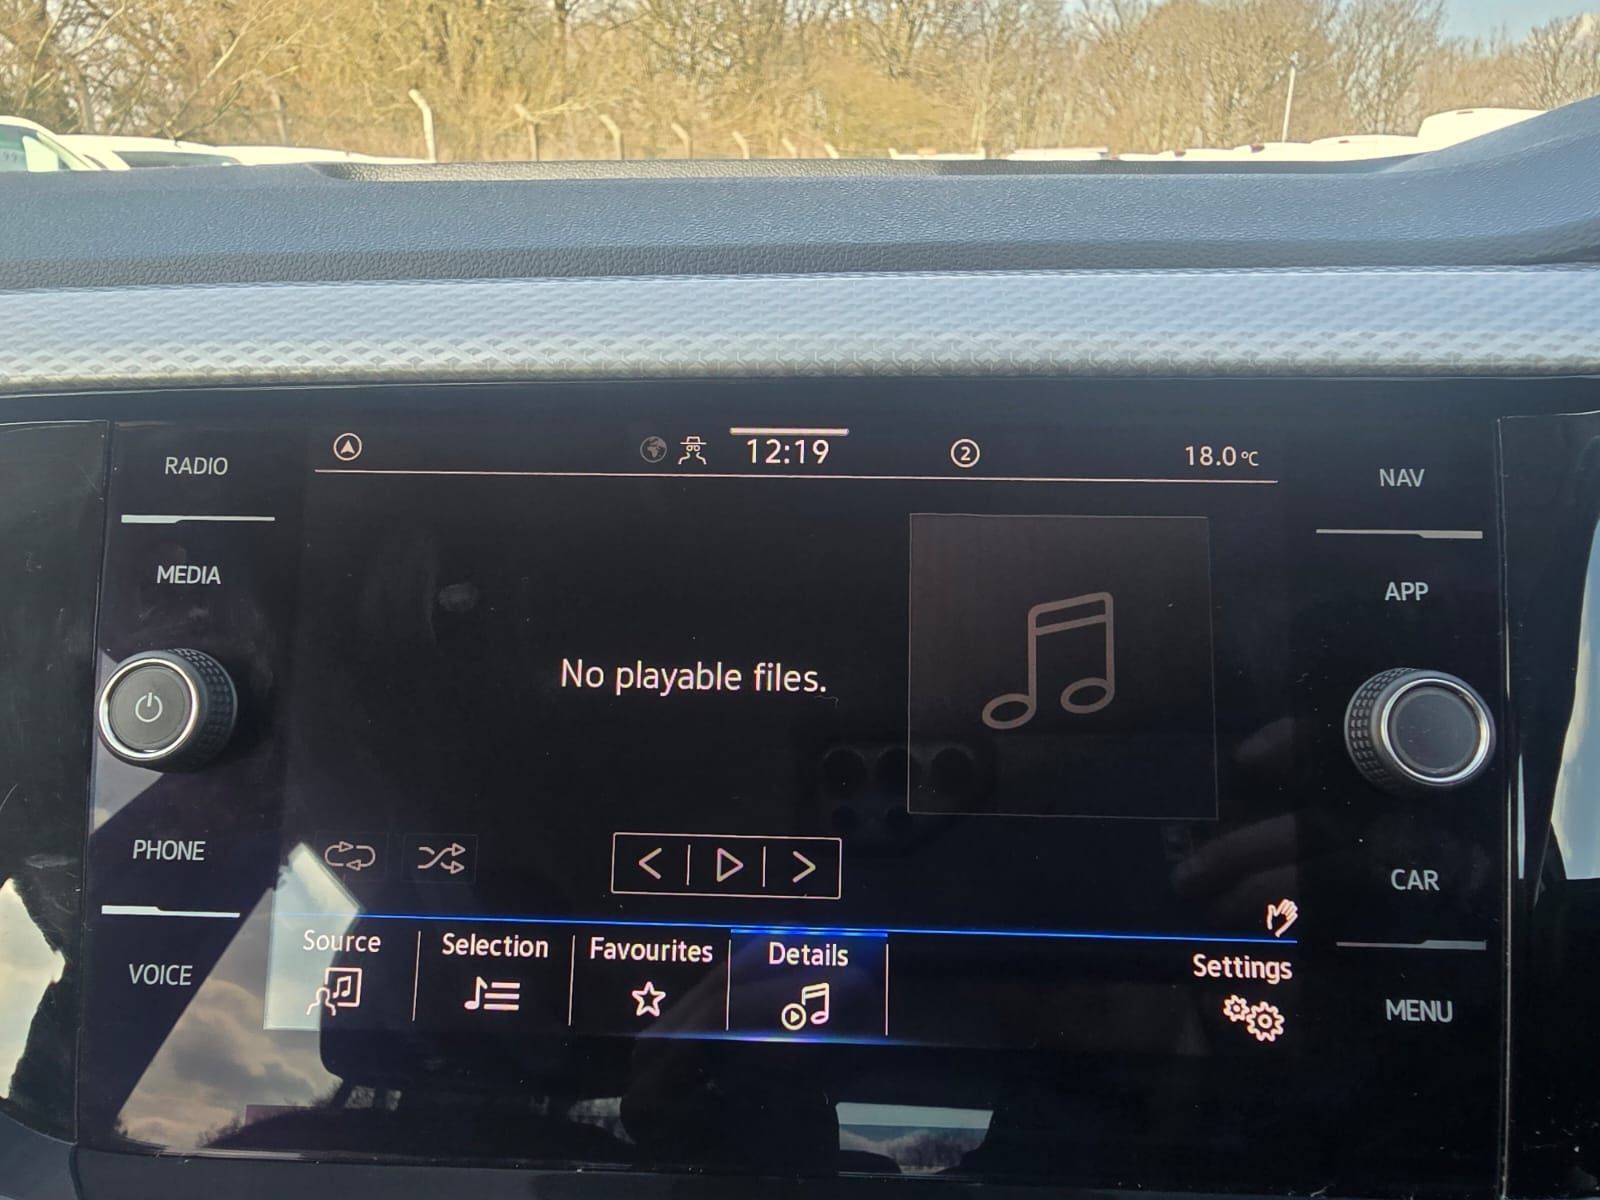 RADIO
MEDIA
PHONE
VOICE
12:19
2
18.0°C
No playable files.
Source
Selection
Favourites
Details
Settings
NAV
APP
CAR
MENU